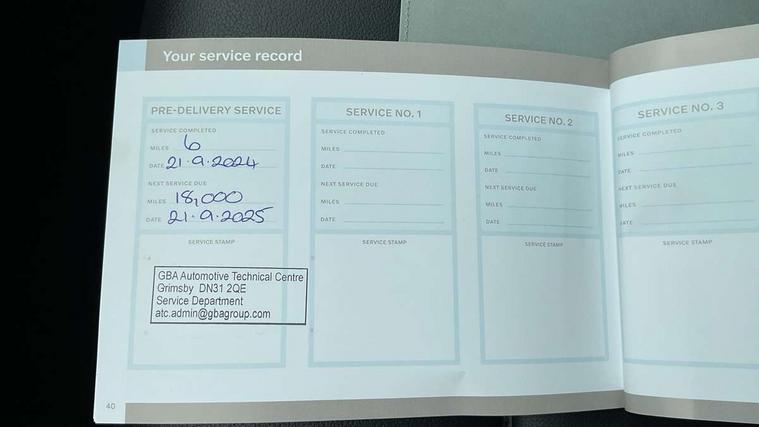 Your service record
PRE-DELIVERY SERVICE
SERVICE COMPLETED
MILES 6
DATE 21·9·2024
NEXT SERVICE DUE
MILES 18,000
DATE 21·9·2025
SERVICE STAMP
GBA Automotive Technical Centre
Grimsby DN31 2QE
Service Department
atc.admin@gbagroup.com
SERVICE NO. 1
SERVICE COMPLETED
MILES
DATE
NEXT SERVICE DUE
MILES
DATE
SERVICE STAMP
SERVICE NO. 2
SERVICE COMPLETED
MILES
DATE
NEXT SERVICE DUE
MILES
DATE
SERVICE STAMP
SERVICE NO. 3
SERVICE COMPLETED
MILES
DATE
NEXT SERVICE DUE
MILES
DATE
SERVICE STAMP
40